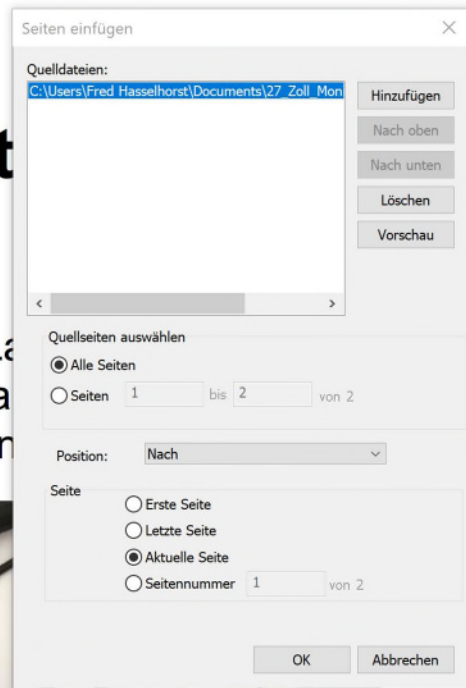 Seiten einfügen
Quelldateien:
C:\Users\Fred Hasselhorst\Documents\27_Zoll_Mon
Hinzufügen
Nach oben
Nach unten
Löschen
Vorschau
Quellseiten auswählen
Alle Seiten
Seiten 1 bis 2 von 2
Position: Nach
Seite
Erste Seite
Letzte Seite
Aktuelle Seite
Seitennummer 1 von 2
OK Abbrechen